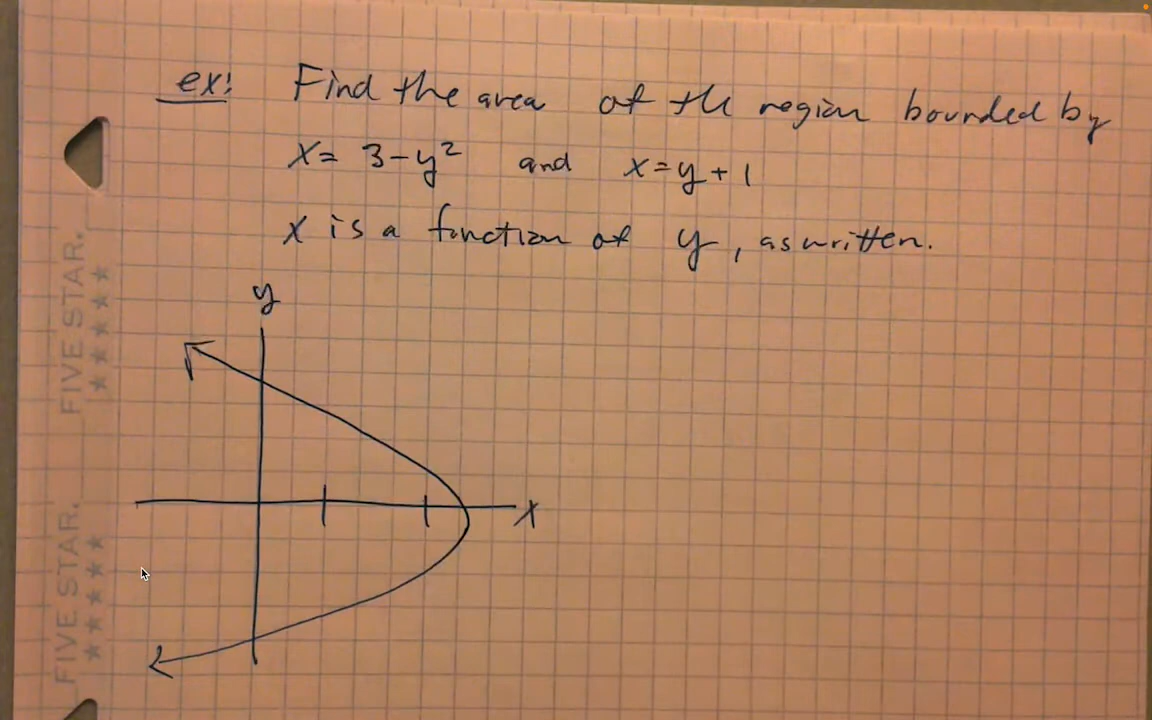 ex: Find the area of the region bounded by
x = 3 - y² and x = y + 1
x is a function of y, as written.
y
x
FIVE STAR.
FIVE STAR.